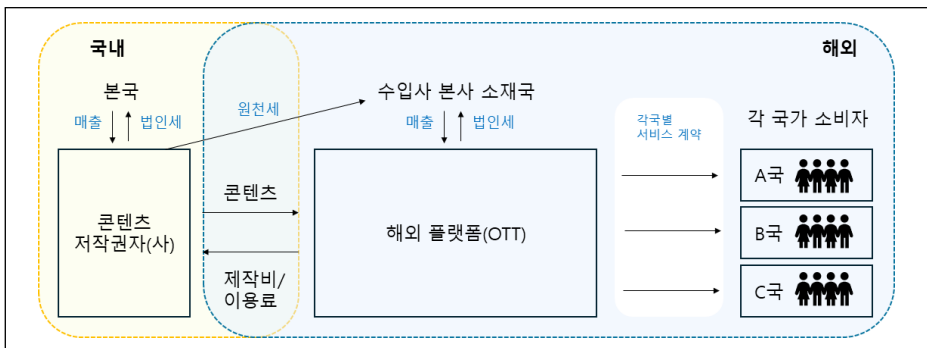 국내
해외
본국
원천세
수입사 본사 소재국
매출
법인세
매출
법인세
각국별
서비스 계약
각 국가 소비자
콘텐츠
저작권자(사)
콘텐츠
제작비/
이용료
해외 플랫폼(OTT)
A국
B국
C국